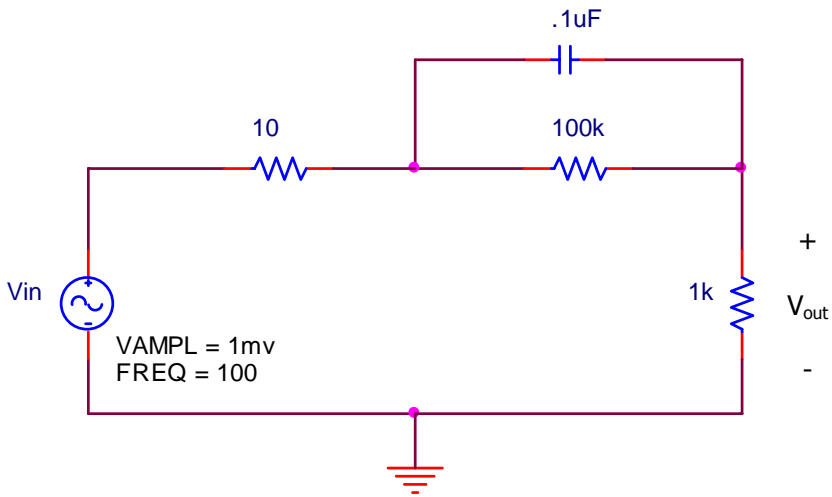 .1uF
10
100k
+
Vin
+
-
1k
Vout
VAMPL = 1mv
FREQ = 100
-